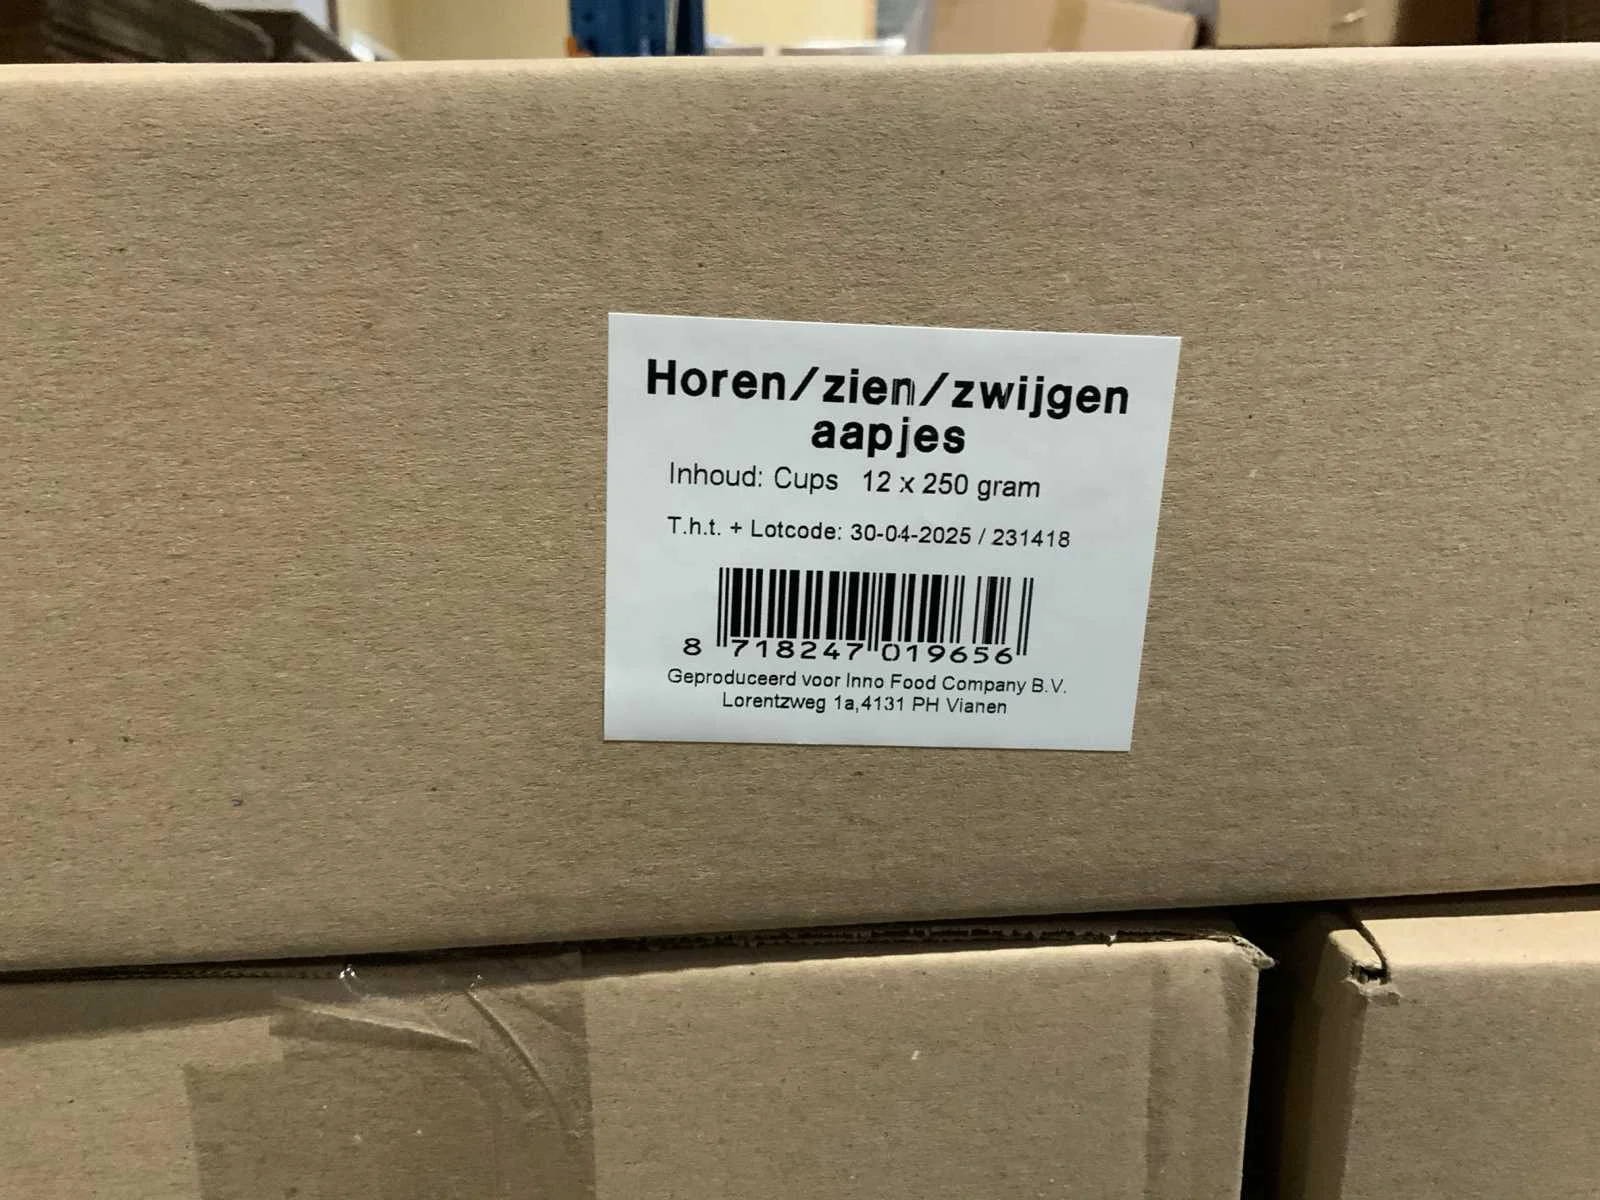 Horen/zien/zwijgen
aapjes
Inhoud: Cups 12 x 250 gram
T.h.t. + Lotcode: 30-04-2025 / 231418
8 718247 019656
Geproduceerd voor Inno Food Company B.V.
Lorentzweg 1a,4131 PH Vianen